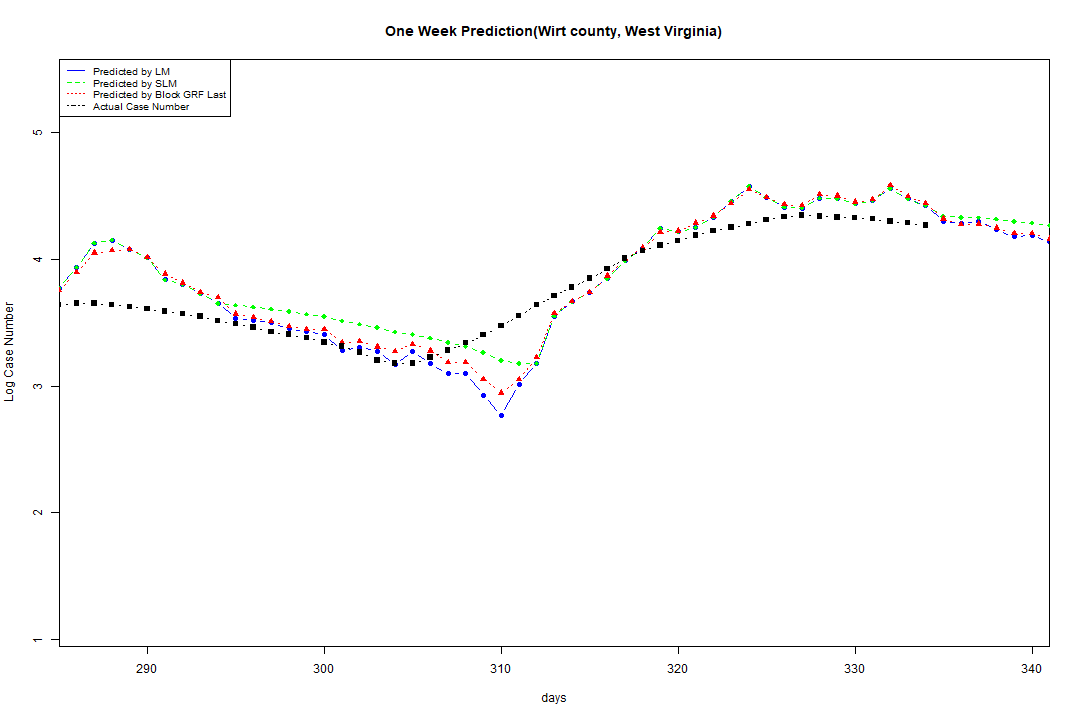 One Week Prediction(Wirt county, West Virginia)
Predicted by LM
Predicted by SLM
Predicted by Block GRF Last
Actual Case Number
5
4
3
2
1
Log Case Number
290 300 310 320 330 340
days